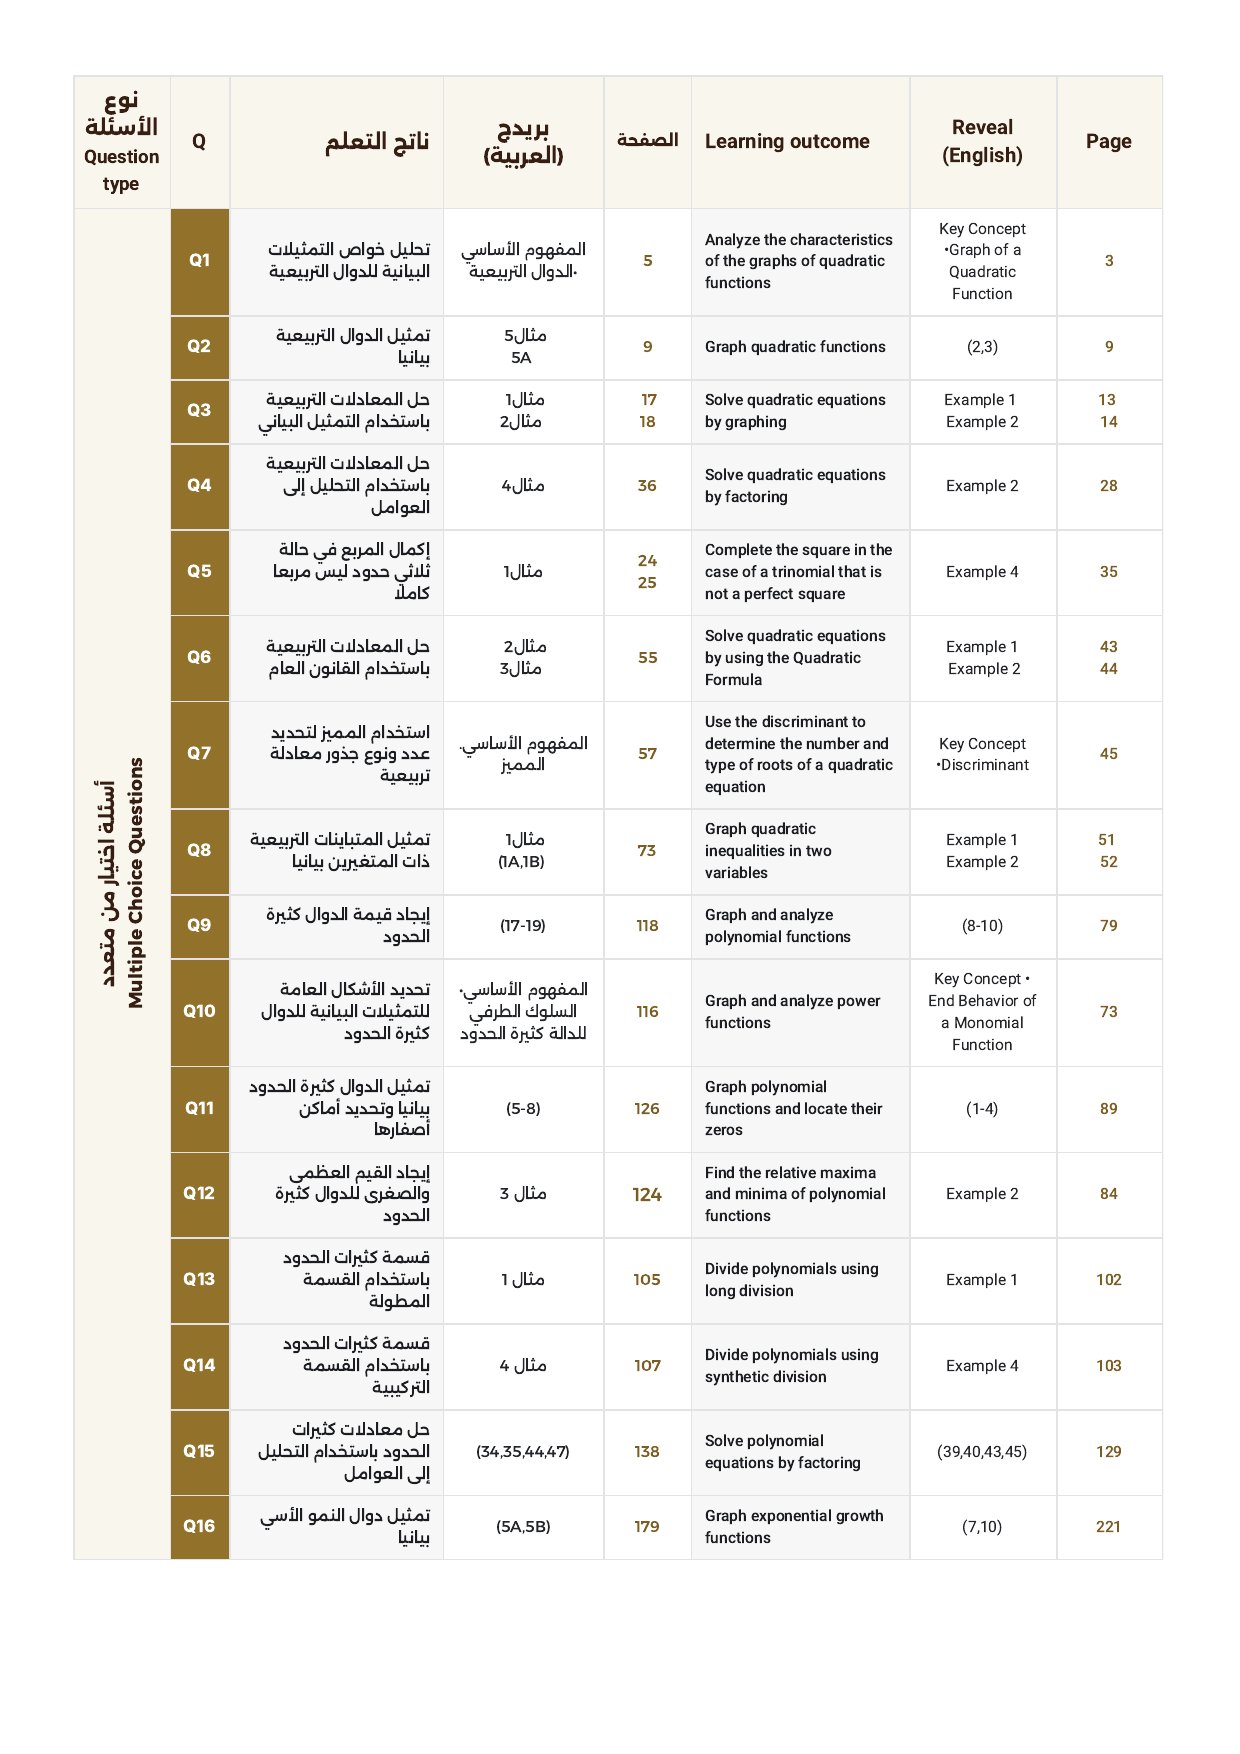 نوع
الأسئلة
Question
type
Q
ناتج التعلم
بريدج
(العربية)
الصفحة
Learning outcome
Reveal
(English)
Page
أسئلة اختيار من متعدد
Multiple Choice Questions
Q1
تحليل خواص التمثيلات
البيانية للدوال التربيعية
المفهوم الأساسي
•الدوال التربيعية
5
Analyze the characteristics
of the graphs of quadratic
functions
Key Concept
•Graph of a
Quadratic
Function
3
Q2
تمثيل الدوال التربيعية
بيانيا
مثال5
5A
9
Graph quadratic functions
(2,3)
9
Q3
حل المعادلات التربيعية
باستخدام التمثيل البياني
مثال1
مثال2
17
18
Solve quadratic equations
by graphing
Example 1
Example 2
13
14
Q4
حل المعادلات التربيعية
باستخدام التحليل إلى
العوامل
مثال4
36
Solve quadratic equations
by factoring
Example 2
28
Q5
إكمال المربع في حالة
ثلاثي حدود ليس مربعا
كاملا
مثال1
24
25
Complete the square in the
case of a trinomial that is
not a perfect square
Example 4
35
Q6
حل المعادلات التربيعية
باستخدام القانون العام
مثال2
مثال3
55
Solve quadratic equations
by using the Quadratic
Formula
Example 1
Example 2
43
44
Q7
استخدام المميز لتحديد
عدد ونوع جذور معادلة
تربيعية
المفهوم الأساسي.
المميز
57
Use the discriminant to
determine the number and
type of roots of a quadratic
equation
Key Concept
•Discriminant
45
Q8
تمثيل المتباينات التربيعية
ذات المتغيرين بيانيا
مثال1
(1A,1B)
73
Graph quadratic
inequalities in two
variables
Example 1
Example 2
51
52
Q9
إيجاد قيمة الدوال كثيرة
الحدود
(17-19)
118
Graph and analyze
polynomial functions
(8-10)
79
Q10
تحديد الأشكال العامة
للتمثيلات البيانية للدوال
كثيرة الحدود
المفهوم الأساسي•
السلوك الطرفي
للدالة كثيرة الحدود
116
Graph and analyze power
functions
Key Concept •
End Behavior of
a Monomial
Function
73
Q11
تمثيل الدوال كثيرة الحدود
بيانيا وتحديد أماكن
أصفارها
(5-8)
126
Graph polynomial
functions and locate their
zeros
(1-4)
89
Q12
إيجاد القيم العظمى
والصغرى للدوال كثيرة
الحدود
مثال 3
124
Find the relative maxima
and minima of polynomial
functions
Example 2
84
Q13
قسمة كثيرات الحدود
باستخدام القسمة
المطولة
مثال 1
105
Divide polynomials using
long division
Example 1
102
Q14
قسمة كثيرات الحدود
باستخدام القسمة
التركيبية
مثال 4
107
Divide polynomials using
synthetic division
Example 4
103
Q15
حل معادلات كثيرات
الحدود باستخدام التحليل
إلى العوامل
(34,35,44,47)
138
Solve polynomial
equations by factoring
(39,40,43,45)
129
Q16
تمثيل دوال النمو الأسي
بيانيا
(5A,5B)
179
Graph exponential growth
functions
(7,10)
221